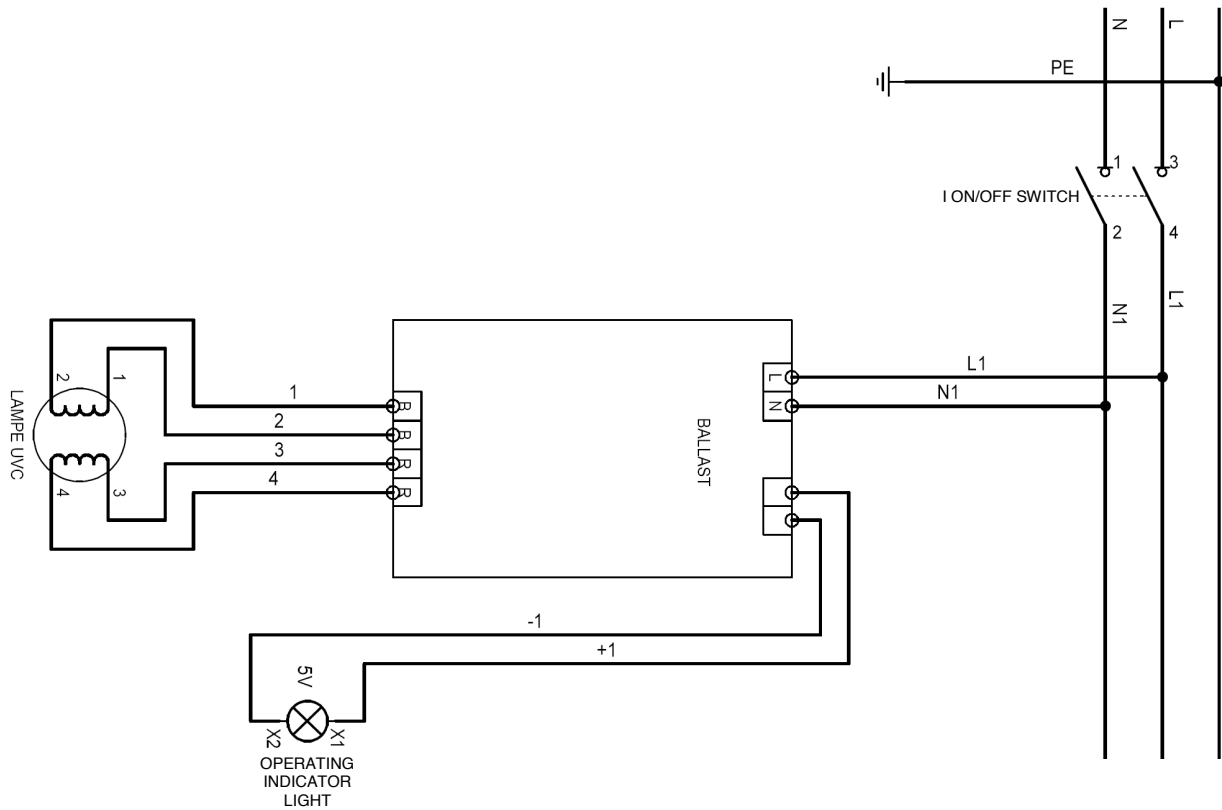 N
L
PE
1
3
I ON/OFF SWITCH
2
4
L1
N1
L1
N1
L
N
BALLAST
1
2
3
4
R
R
R
R
2
1
4
3
LAMPE UVC
-1
+1
5V
X2
X1
OPERATING
INDICATOR
LIGHT